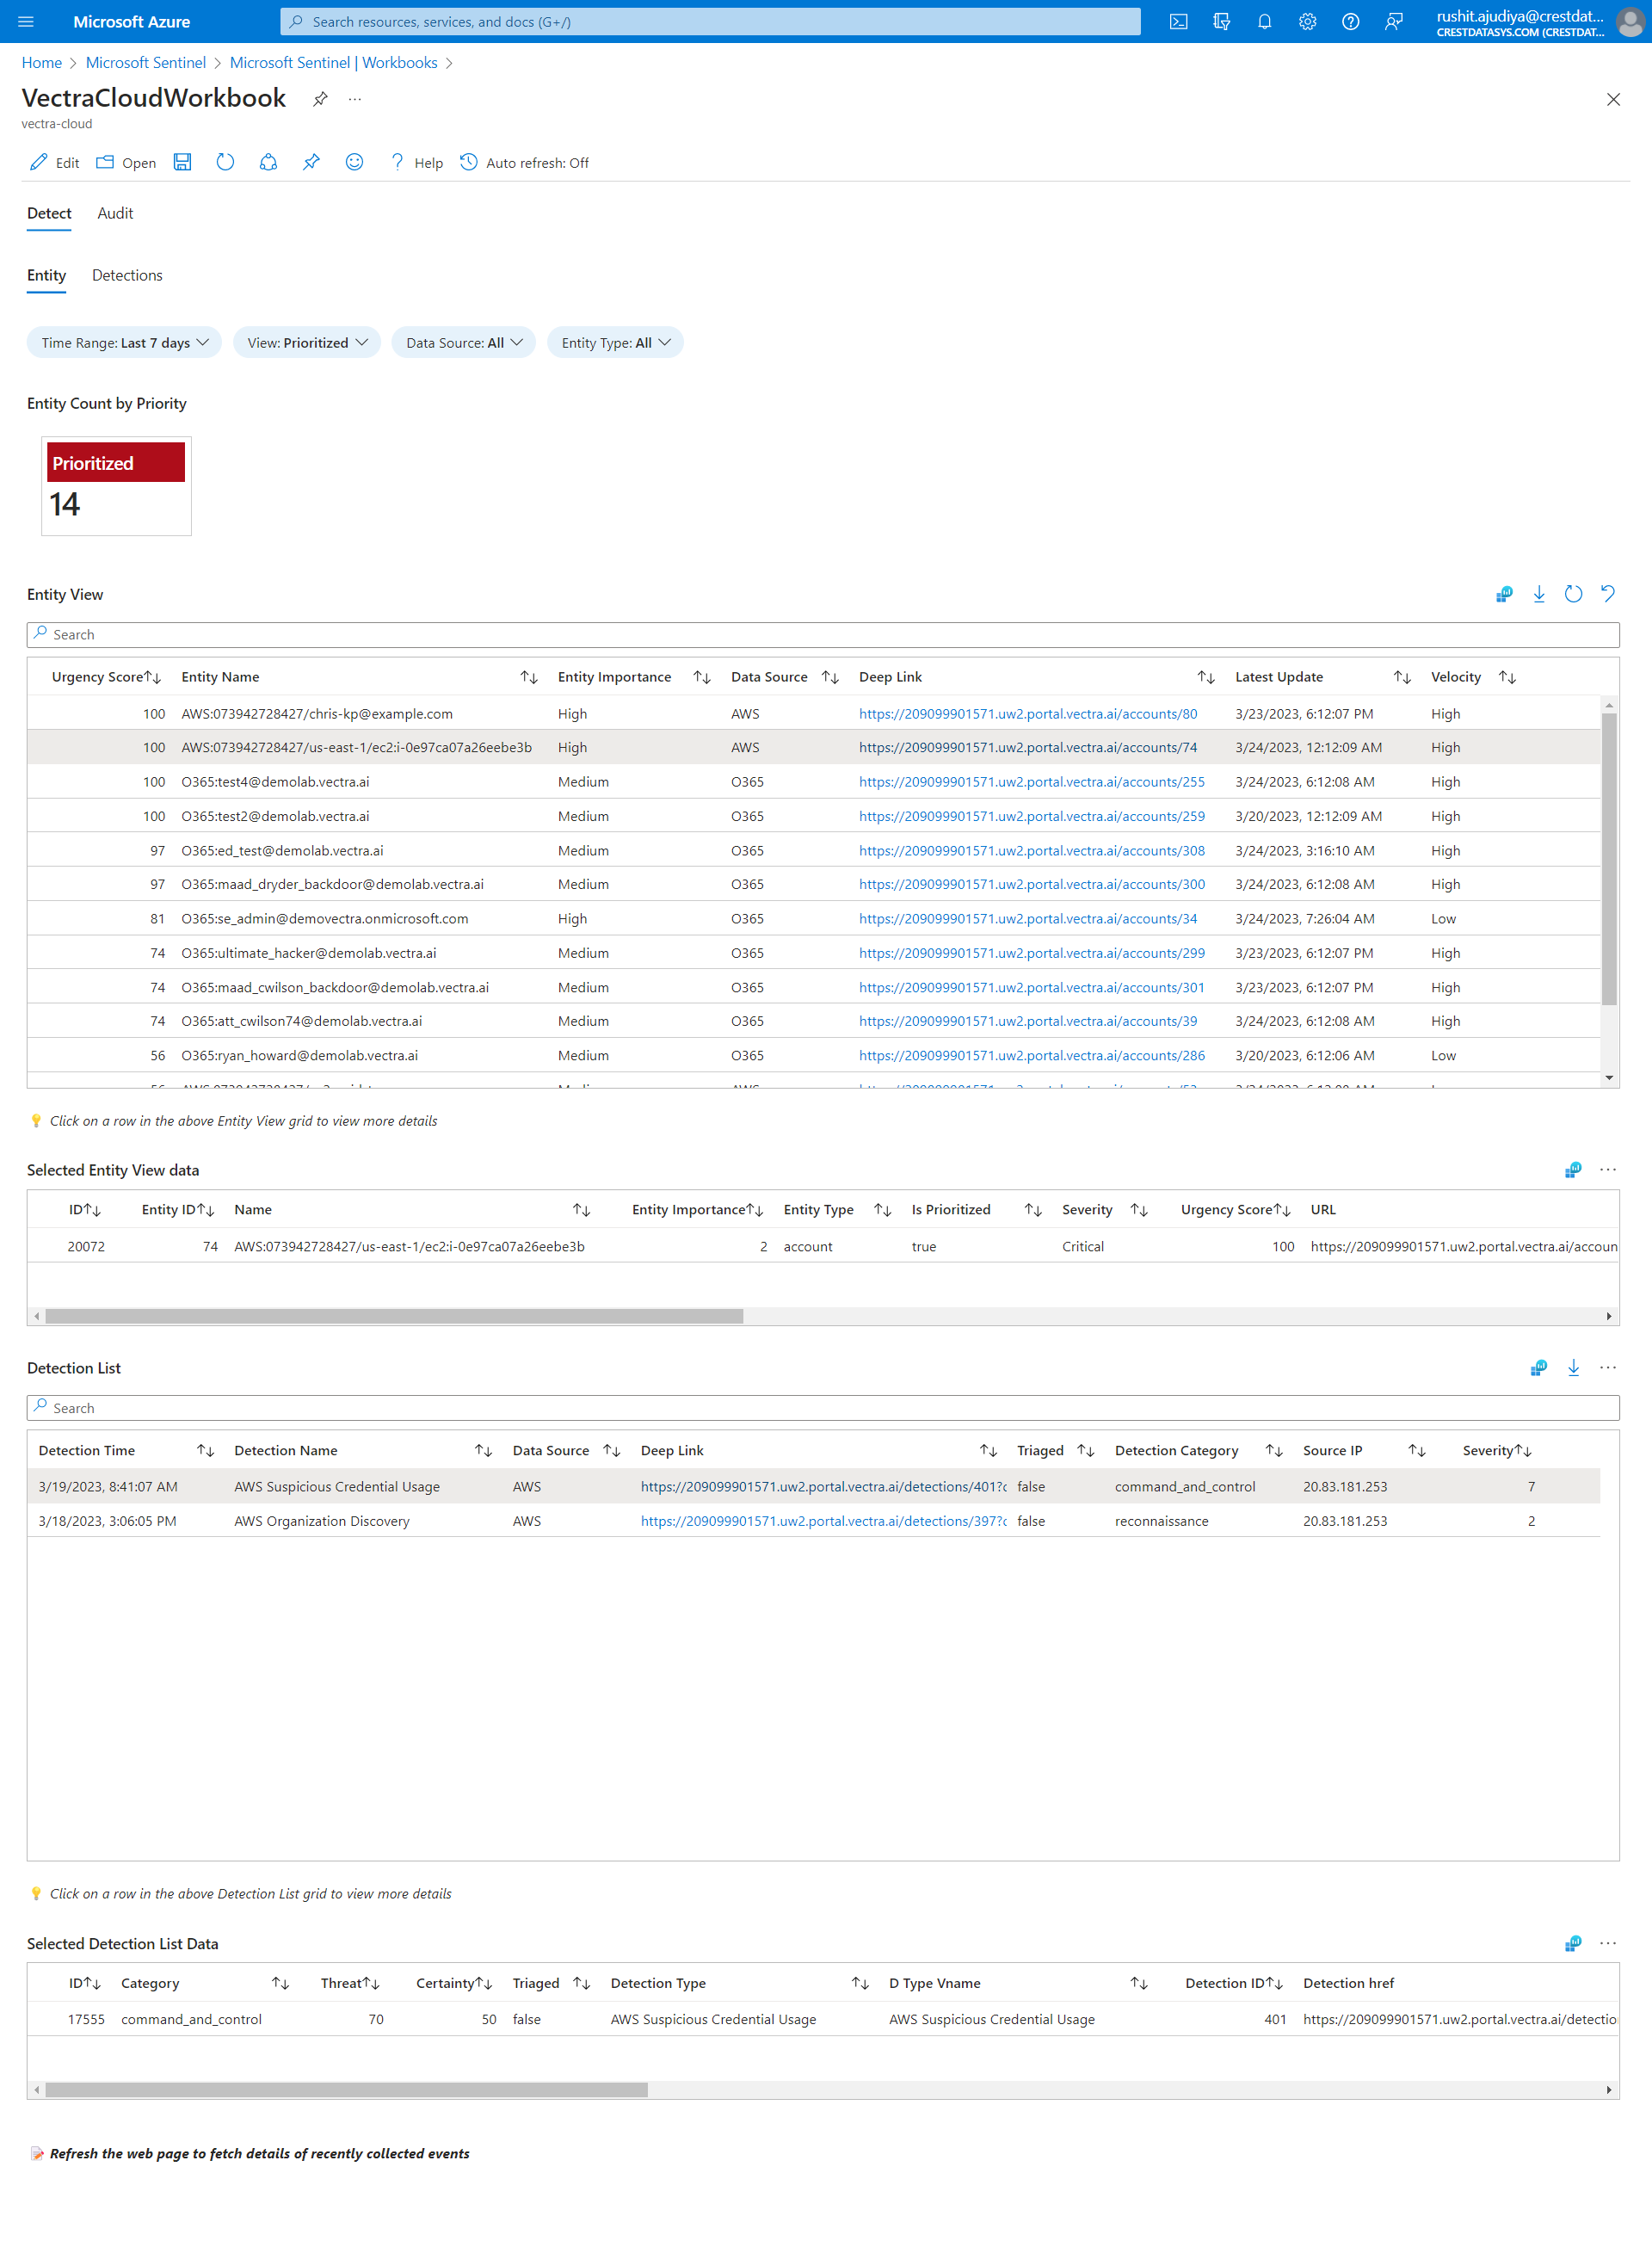 Microsoft Azure
Search resources, services, and docs (G+/)
rushit.ajudiya@crestdat...
CRESTDATASYS.COM (CRESTDAT...
Home > Microsoft Sentinel > Microsoft Sentinel | Workbooks >
VectraCloudWorkbook
vectra-cloud
Edit Open Help Auto refresh: Off
Detect Audit
Entity Detections
Time Range: Last 7 days View: Prioritized Data Source: All Entity Type: All
Entity Count by Priority
Prioritized
14
Entity View
Search
Urgency Score Entity Name Entity Importance Data Source Deep Link Latest Update Velocity
100 AWS:073942728427/chris-kp@example.com High AWS https://209099901571.uw2.portal.vectra.ai/accounts/80 3/23/2023, 6:12:07 PM High
100 AWS:073942728427/us-east-1/ec2:i-0e97ca07a26eebe3b High AWS https://209099901571.uw2.portal.vectra.ai/accounts/74 3/24/2023, 12:12:09 AM High
100 O365:test4@demolab.vectra.ai Medium O365 https://209099901571.uw2.portal.vectra.ai/accounts/255 3/24/2023, 6:12:08 AM High
100 O365:test2@demolab.vectra.ai Medium O365 https://209099901571.uw2.portal.vectra.ai/accounts/259 3/20/2023, 12:12:09 AM High
97 O365:ed_test@demolab.vectra.ai Medium O365 https://209099901571.uw2.portal.vectra.ai/accounts/308 3/24/2023, 3:16:10 AM High
97 O365:maad_dryder_backdoor@demolab.vectra.ai Medium O365 https://209099901571.uw2.portal.vectra.ai/accounts/300 3/24/2023, 6:12:08 AM High
81 O365:se_admin@demovectra.onmicrosoft.com High O365 https://209099901571.uw2.portal.vectra.ai/accounts/34 3/24/2023, 7:26:04 AM Low
74 O365:ultimate_hacker@demolab.vectra.ai Medium O365 https://209099901571.uw2.portal.vectra.ai/accounts/299 3/23/2023, 6:12:07 PM High
74 O365:maad_cwilson_backdoor@demolab.vectra.ai Medium O365 https://209099901571.uw2.portal.vectra.ai/accounts/301 3/23/2023, 6:12:07 PM High
74 O365:att_cwilson74@demolab.vectra.ai Medium O365 https://209099901571.uw2.portal.vectra.ai/accounts/39 3/24/2023, 6:12:08 AM High
56 O365:ryan_howard@demolab.vectra.ai Medium O365 https://209099901571.uw2.portal.vectra.ai/accounts/286 3/20/2023, 6:12:06 AM Low
Click on a row in the above Entity View grid to view more details
Selected Entity View data
ID Entity ID Name Entity Importance Entity Type Is Prioritized Severity Urgency Score URL
20072 74 AWS:073942728427/us-east-1/ec2:i-0e97ca07a26eebe3b 2 account true Critical 100 https://209099901571.uw2.portal.vectra.ai/accoun
Detection List
Search
Detection Time Detection Name Data Source Deep Link Triaged Detection Category Source IP Severity
3/19/2023, 8:41:07 AM AWS Suspicious Credential Usage AWS https://209099901571.uw2.portal.vectra.ai/detections/401?c false command_and_control 20.83.181.253 7
3/18/2023, 3:06:05 PM AWS Organization Discovery AWS https://209099901571.uw2.portal.vectra.ai/detections/397?c false reconnaissance 20.83.181.253 2
Click on a row in the above Detection List grid to view more details
Selected Detection List Data
ID Category Threat Certainty Triaged Detection Type D Type Vname Detection ID Detection href
17555 command_and_control 70 50 false AWS Suspicious Credential Usage AWS Suspicious Credential Usage 401 https://209099901571.uw2.portal.vectra.ai/detectio
Refresh the web page to fetch details of recently collected events